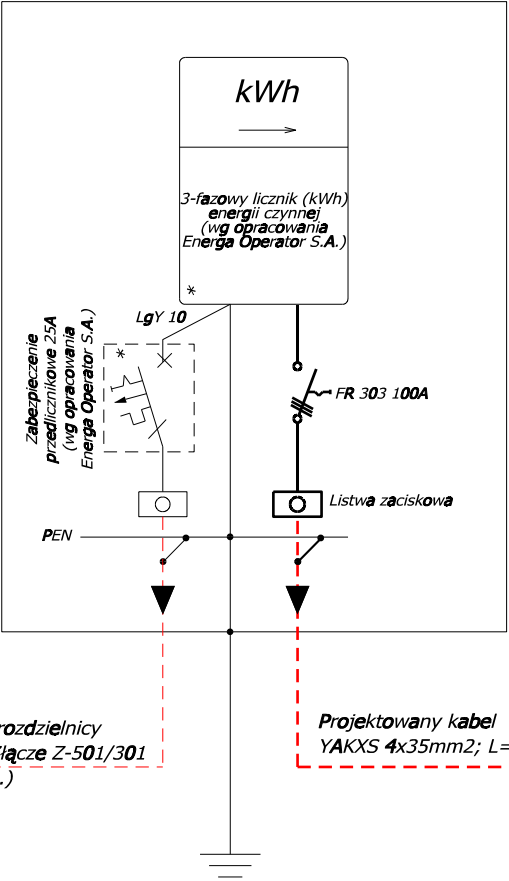 kWh
3-fazowy licznik (kWh)
energii czynnej
(wg opracowania
Energa Operator S.A.)
*
LgY 10
*
Zabezpieczenie
przedlicznikowe 25A
(wg opracowania
Energa Operator S.A.)
FR 303 100A
Listwa zaciskowa
PEN
rozdzielnicy
złącze Z-501/301
.)
Projektowany kabel
YAKXS 4x35mm2; L=